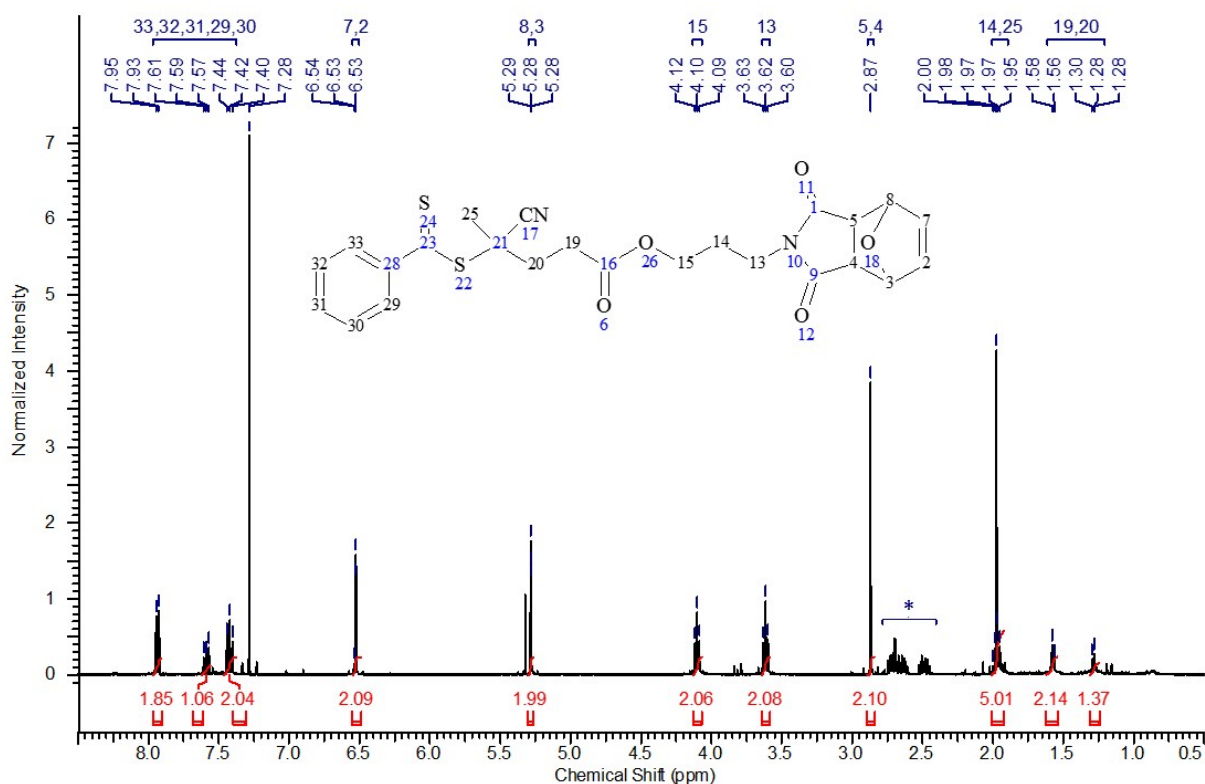 33,32,31,29,30 7,2 8,3 15 13 5,4 14,25 19,20
7.95 7.93 7.61 7.59 7.57 7.44 7.42 7.40 7.28 6.54 6.53 6.53 5.29 5.28 5.28 4.12 4.10 4.09 3.63 3.62 3.60 2.87 2.00 1.98 1.97 1.97 1.95 1.58 1.56 1.30 1.28 1.28
7
6
5
4
3
2
1
0
Normalized Intensity
O
11
S
24
25
CN
17
1
8
5
7
33
23
21
19
O
26
14
N
10
O
18
32
28
S
22
20
16
15
13
9
4
3
2
31
29
O
6
O
12
30
*
1.85 1.06 2.04 2.09 1.99 2.06 2.08 2.10 5.01 2.14 1.37
8.0 7.5 7.0 6.5 6.0 5.5 5.0 4.5 4.0 3.5 3.0 2.5 2.0 1.5 1.0 0.5
Chemical Shift (ppm)